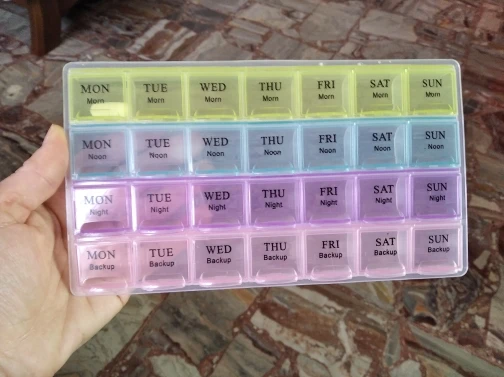 MON TUE WED THU FRI SAT SUN
Morn Morn Morn Morn Morn Morn Morn
MON TUE WED THU FRI SAT SUN
Noon Noon Noon Noon Noon Noon Noon
MON TUE WED THU FRI SAT SUN
Night Night Night Night Night Night Night
MON TUE WED THU FRI SAT SUN
Backup Backup Backup Backup Backup Backup Backup